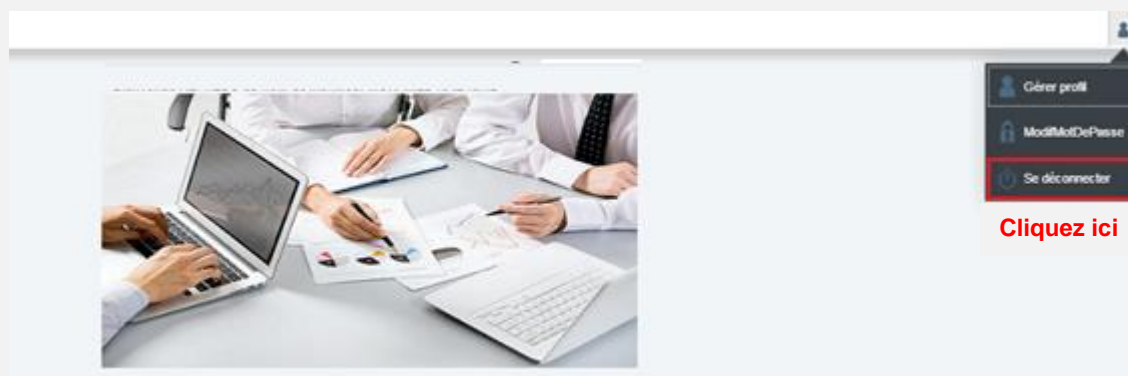 Gérer profil
ModifMotDePasse
Se déconnecter
Cliquez ici